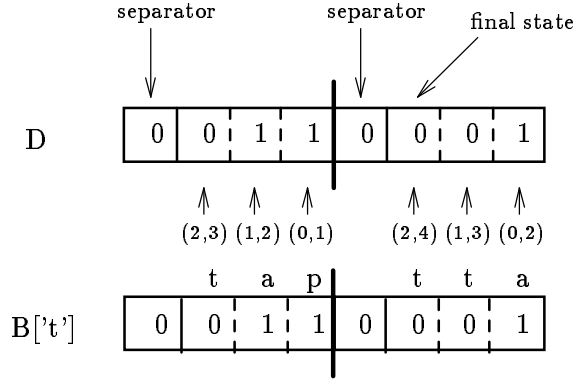 separator separator
final state
D 0 0 1 1 0 0 0 1
(2,3) (1,2) (0,1) (2,4) (1,3) (0,2)
t a p t t a
B['t'] 0 0 1 1 0 0 0 1